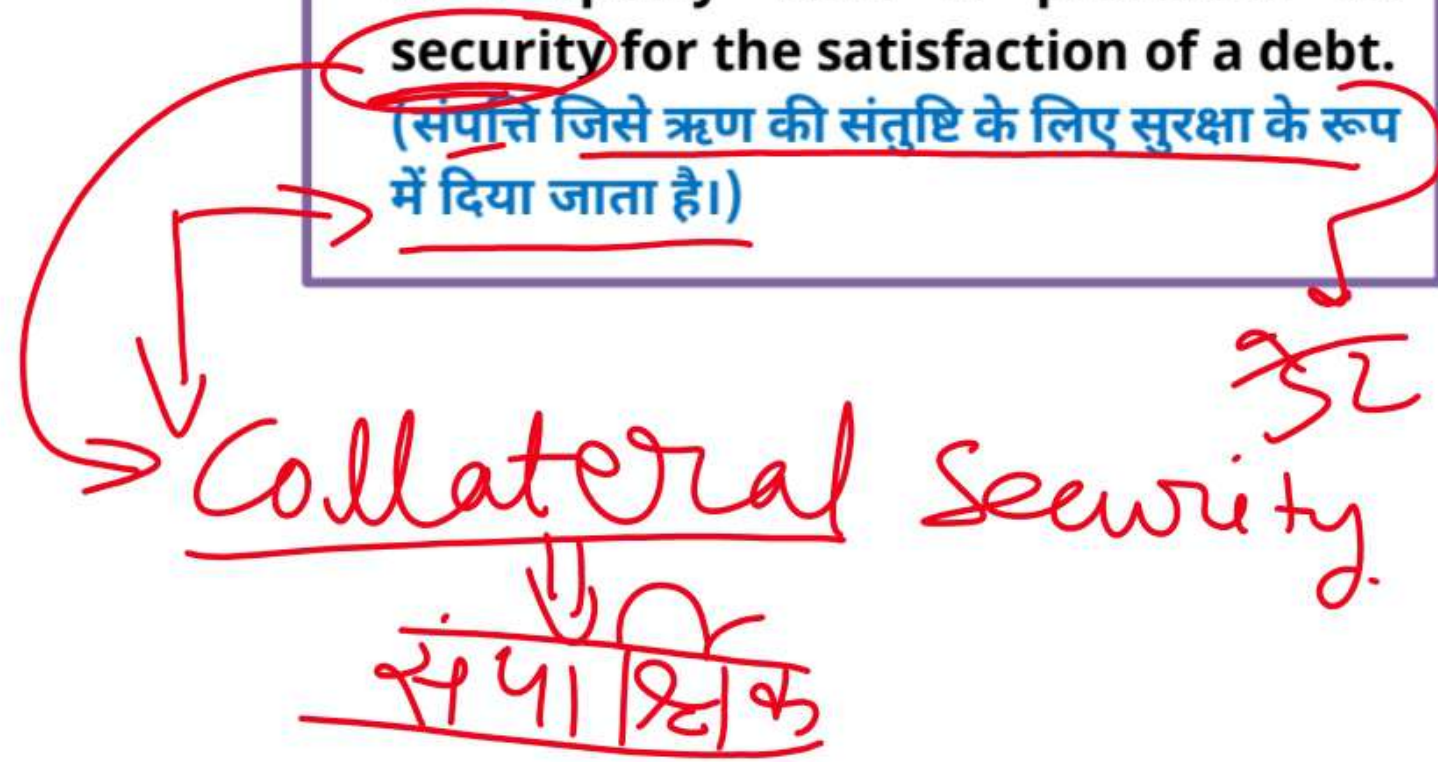 security for the satisfaction of a debt.
(संपत्ति जिसे ऋण की संतुष्टि के लिए सुरक्षा के रूप
में दिया जाता है।)
Collateral Security.
संपार्श्विक